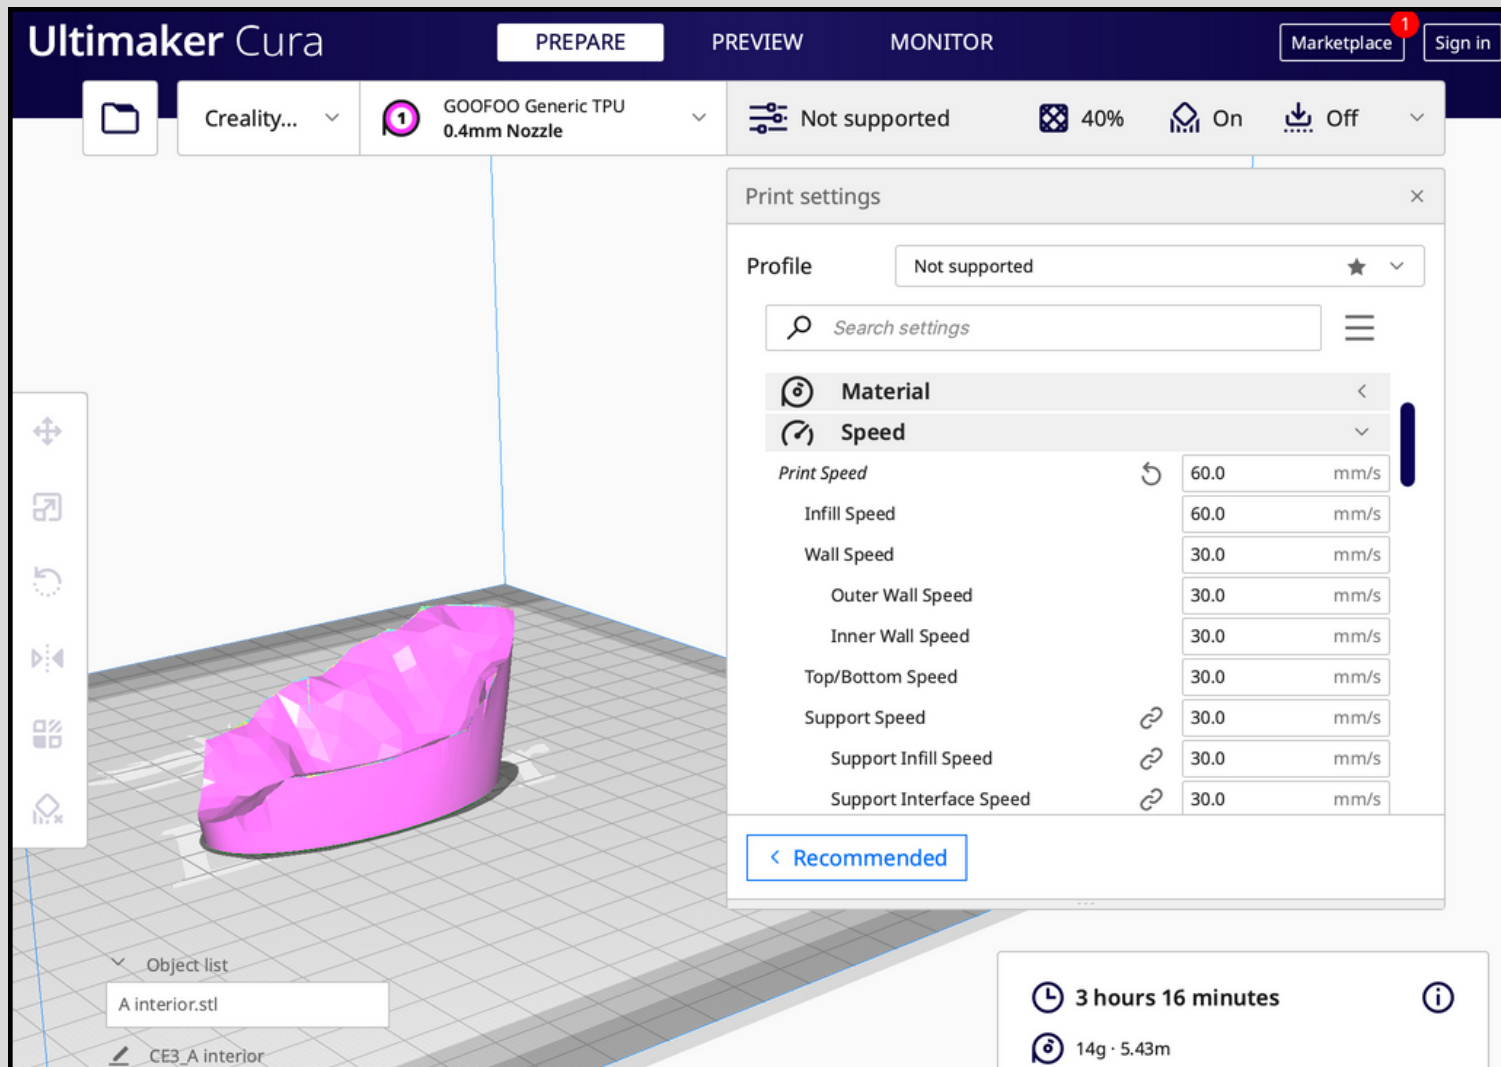 Ultimaker Cura
PREPARE
PREVIEW
MONITOR
Marketplace
1
Sign in
Creality...
1
GOOFOO Generic TPU
0.4mm Nozzle
Not supported
40%
On
Off
Print settings
Profile
Not supported
Search settings
Material
Speed
Print Speed 60.0 mm/s
Infill Speed 60.0 mm/s
Wall Speed 30.0 mm/s
Outer Wall Speed 30.0 mm/s
Inner Wall Speed 30.0 mm/s
Top/Bottom Speed 30.0 mm/s
Support Speed 30.0 mm/s
Support Infill Speed 30.0 mm/s
Support Interface Speed 30.0 mm/s
Recommended
Object list
A interior.stl
CE3_A interior
3 hours 16 minutes
14g · 5.43m